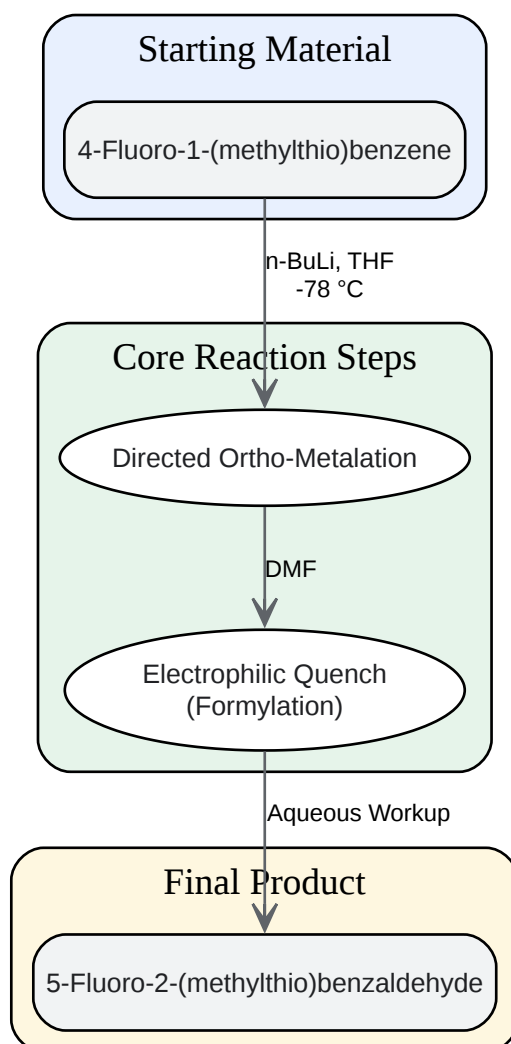 Starting Material
4-Fluoro-1-(methylthio)benzene
n-BuLi, THF
-78 °C
Core Reaction Steps
Directed Ortho-Metalation
DMF
Electrophilic Quench
(Formylation)
Aqueous Workup
Final Product
5-Fluoro-2-(methylthio)benzaldehyde